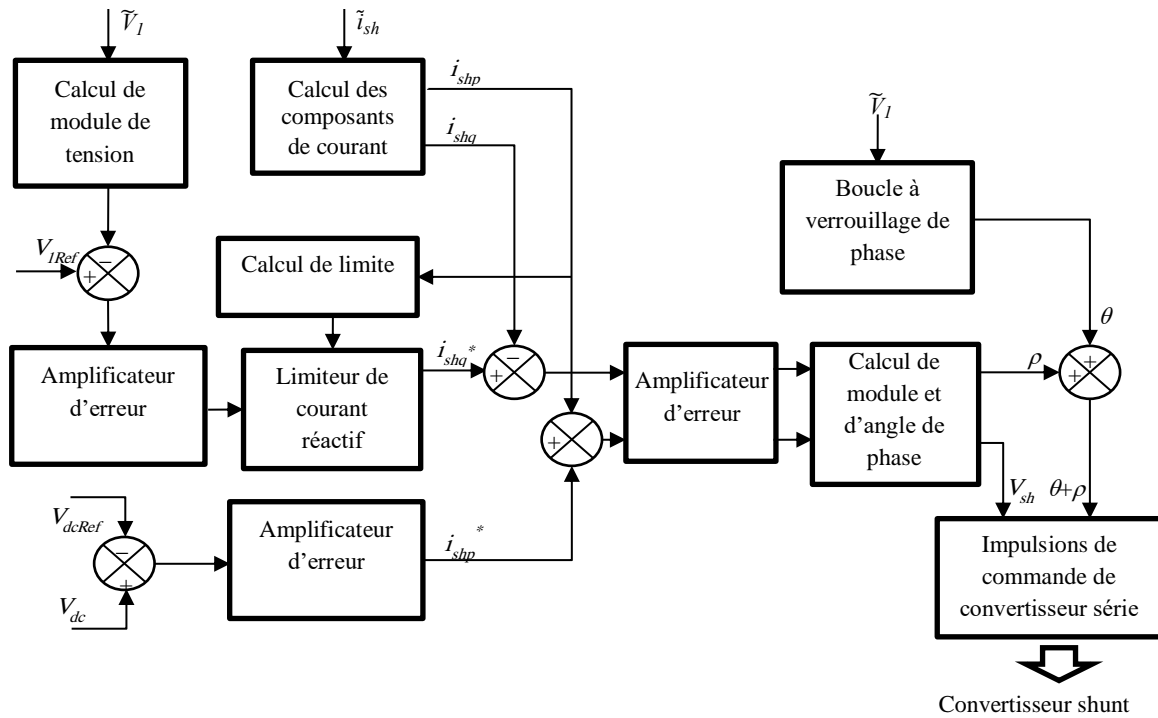 Ṽ1
ĩsh
Calcul de
module de
tension
Calcul des
composants
de courant
ishp
ishq
Ṽ1
Boucle à
verrouillage de
phase
V1Ref
+
−
Calcul de limite
θ
Amplificateur
d’erreur
Limiteur de
courant
réactif
ishq*
+
−
Amplificateur
d’erreur
Calcul de
module et
d’angle de
phase
ρ
+
+
+
Vsh
θ+ρ
VdcRef
−
+
Vdc
Amplificateur
d’erreur
ishp*
Impulsions de
commande de
convertisseur série
Convertisseur shunt